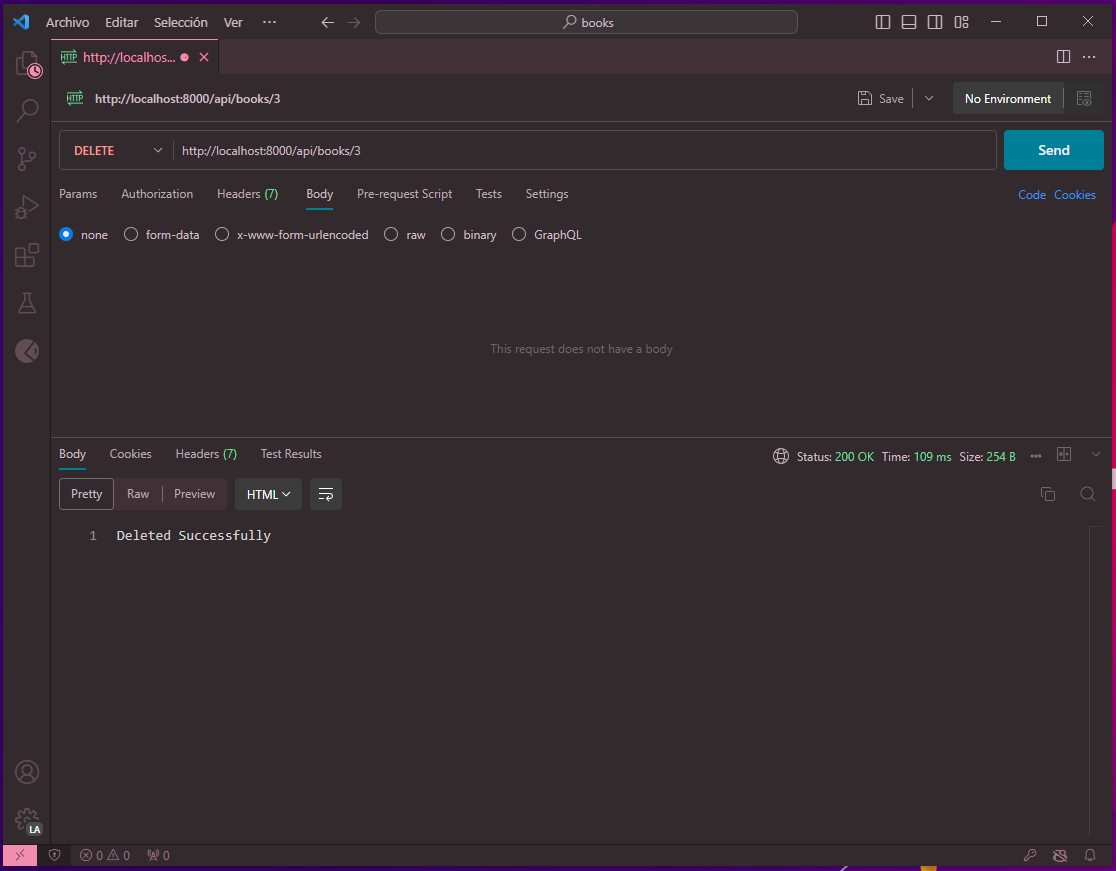 Archivo Editar Selección Ver ··· books
HTTP http://localhos...
HTTP http://localhost:8000/api/books/3 Save No Environment
DELETE http://localhost:8000/api/books/3 Send
Params Authorization Headers (7) Body Pre-request Script Tests Settings Code Cookies
none form-data x-www-form-urlencoded raw binary GraphQL
This request does not have a body
Body Cookies Headers (7) Test Results Status: 200 OK Time: 109 ms Size: 254 B
Pretty Raw Preview HTML
1 Deleted Successfully
LA
0 0 0